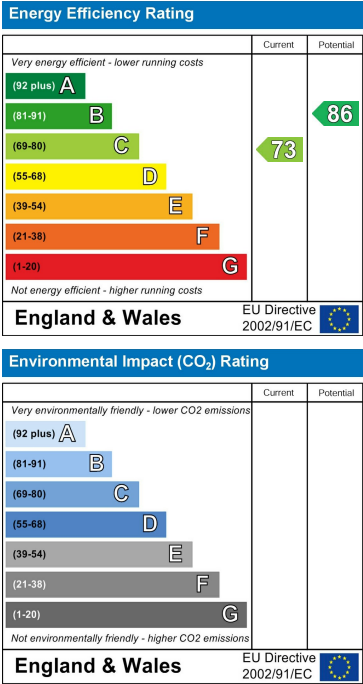 Energy Efficiency Rating
Current Potential
Very energy efficient - lower running costs
(92 plus) A
(81-91) B
(69-80) C
(55-68) D
(39-54) E
(21-38) F
(1-20) G
73
86
Not energy efficient - higher running costs
England & Wales
EU Directive
2002/91/EC
Environmental Impact (CO₂) Rating
Current Potential
Very environmentally friendly - lower CO2 emissions
(92 plus) A
(81-91) B
(69-80) C
(55-68) D
(39-54) E
(21-38) F
(1-20) G
Not environmentally friendly - higher CO2 emissions
England & Wales
EU Directive
2002/91/EC